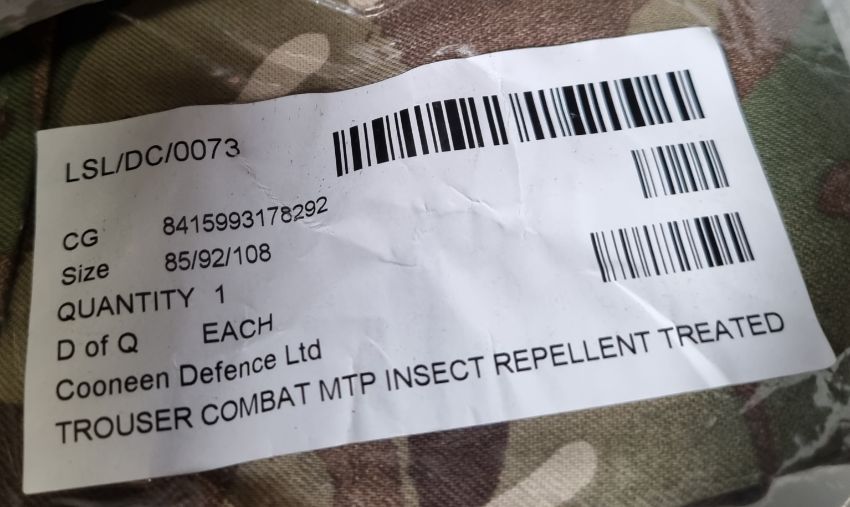 LSL/DC/0073
CG 8415993178292
Size 85/92/108
QUANTITY 1
D of Q EACH
Cooneen Defence Ltd
TROUSER COMBAT MTP INSECT REPELLENT TREATED